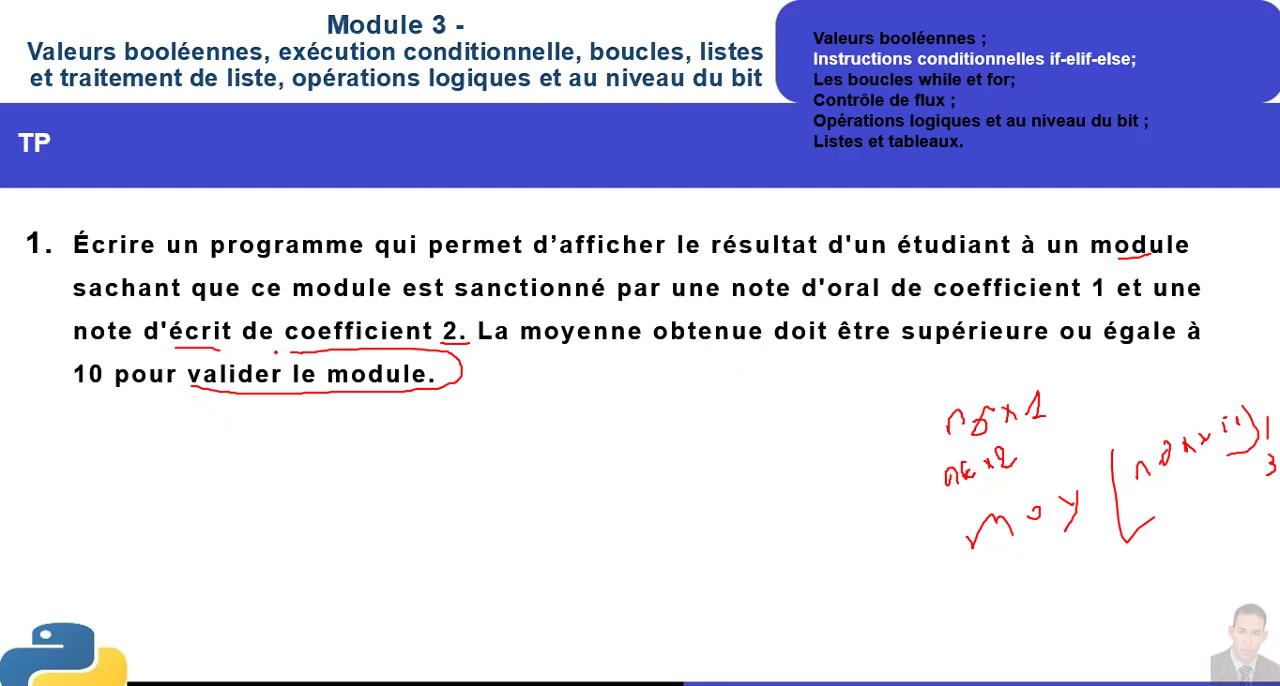 Module 3 -
Valeurs booléennes, exécution conditionnelle, boucles, listes
et traitement de liste, opérations logiques et au niveau du bit
Valeurs booléennes ;
Instructions conditionnelles if-elif-else;
Les boucles while et for;
Contrôle de flux ;
Opérations logiques et au niveau du bit ;
Listes et tableaux.
TP
1. Écrire un programme qui permet d’afficher le résultat d'un étudiant à un module
sachant que ce module est sanctionné par une note d'oral de coefficient 1 et une
note d'écrit de coefficient 2. La moyenne obtenue doit être supérieure ou égale à
10 pour valider le module.
moy